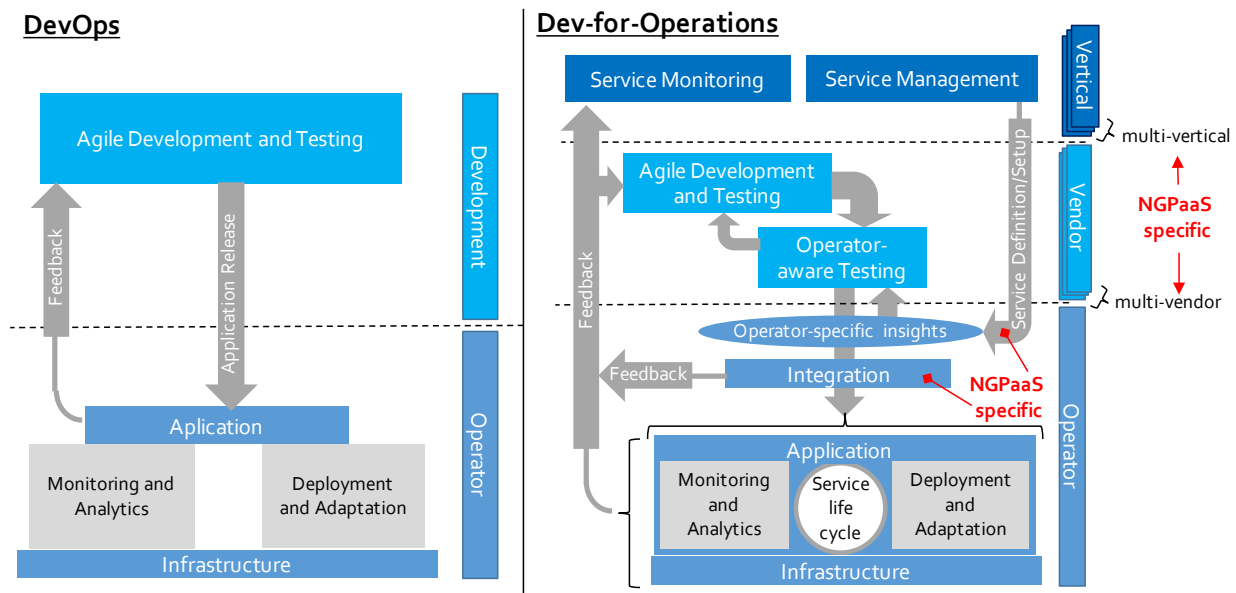 DevOps
Agile Development and Testing
Feedback
Application Release
Aplication
Monitoring and
Analytics
Deployment
and Adaptation
Infrastructure
Development
Operator
Dev-for-Operations
Service Monitoring
Service Management
Vertical
multi-vertical
Agile Development
and Testing
Operator-
aware Testing
Service Definition/Setup
Vendor
NGPaaS
specific
multi-vendor
Feedback
Operator-specific insights
Feedback
Integration
NGPaaS
specific
Operator
Application
Monitoring
and
Analytics
Service
life
cycle
Deployment
and
Adaptation
Infrastructure